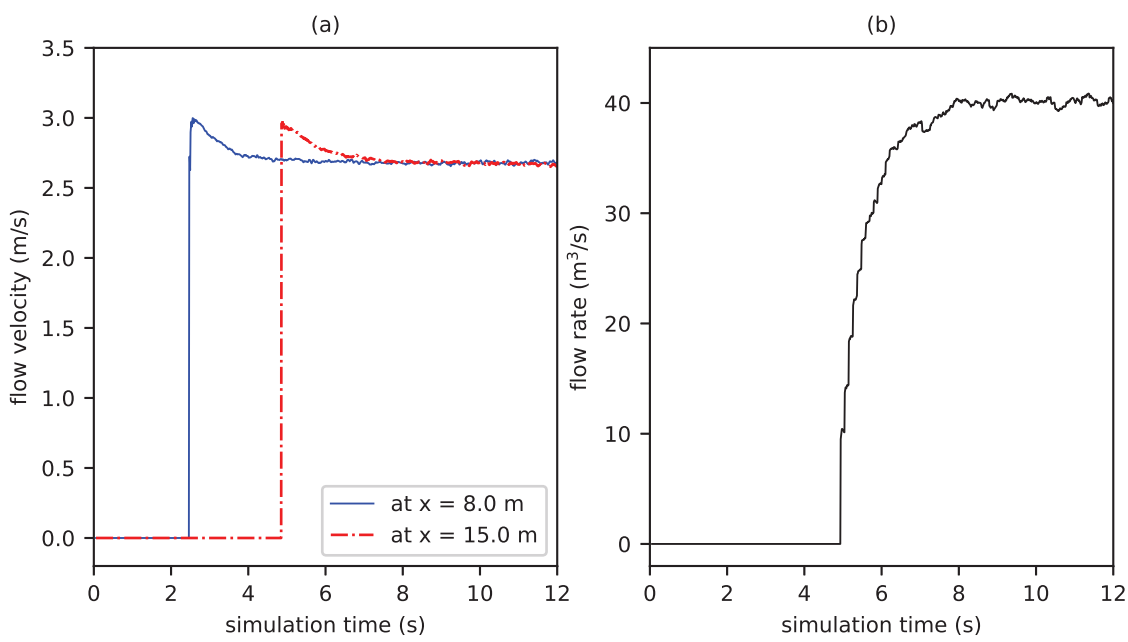 (a)
3.5
3.0
2.5
2.0
1.5
1.0
0.5
0.0
flow velocity (m/s)
at x = 8.0 m
at x = 15.0 m
0 2 4 6 8 10 12
simulation time (s)
(b)
40
30
20
10
0
flow rate (m³/s)
0 2 4 6 8 10 12
simulation time (s)